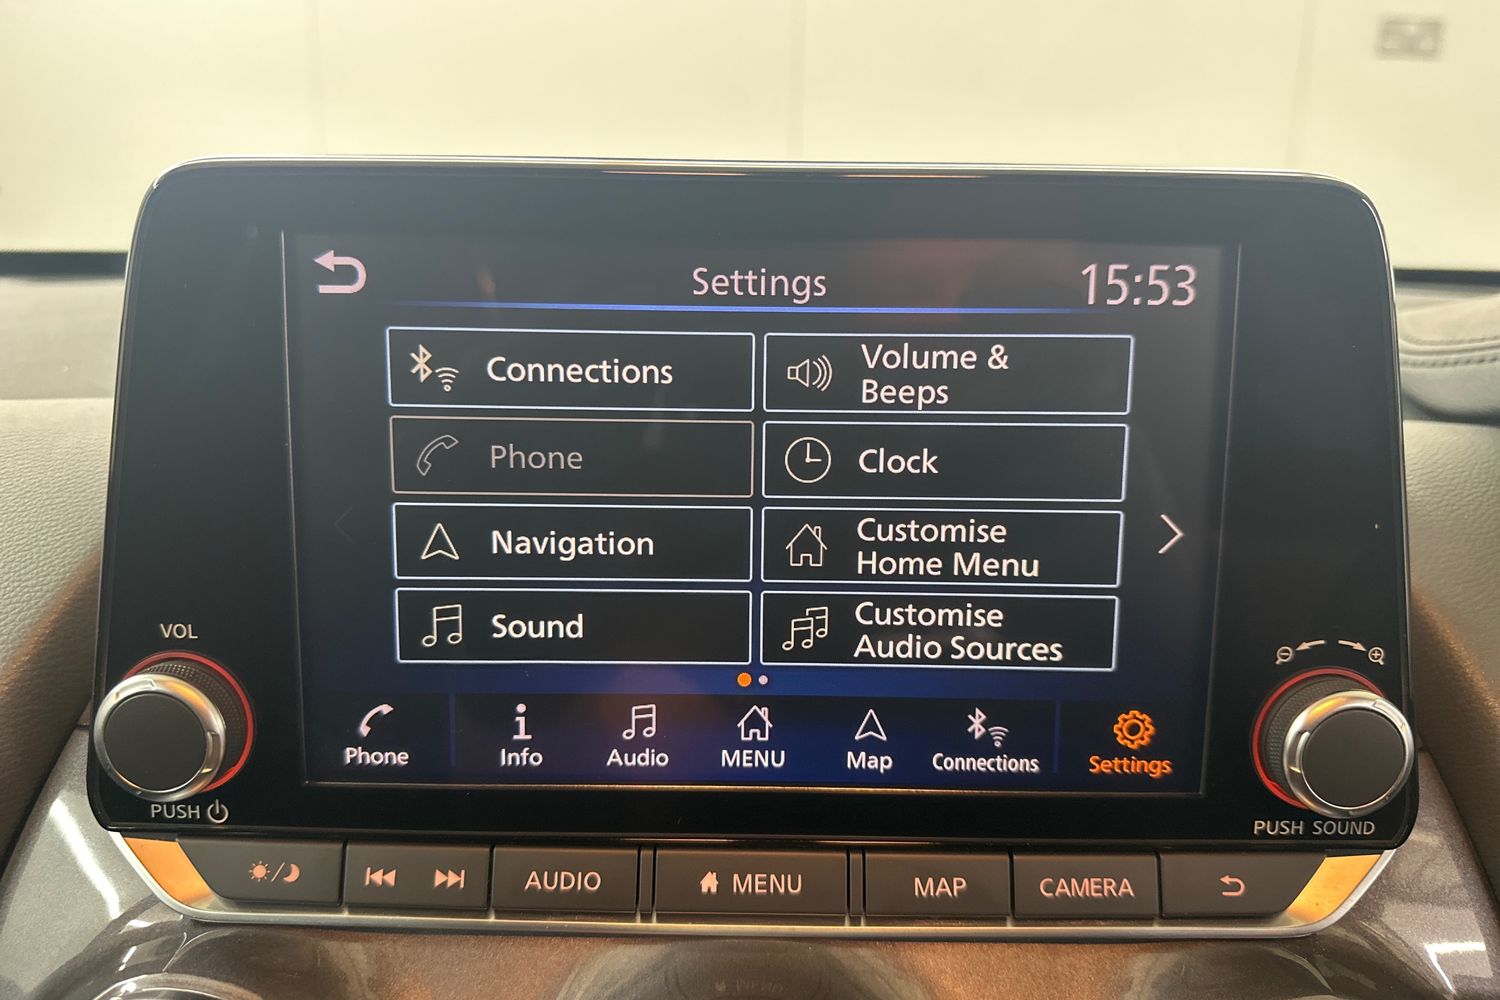 Settings
15:53
Connections
Volume &
Beeps
Phone
Clock
Navigation
Customise
Home Menu
Sound
Customise
Audio Sources
Phone
Info
Audio
MENU
Map
Connections
Settings
VOL
PUSH
PUSH SOUND
AUDIO
MENU
MAP
CAMERA